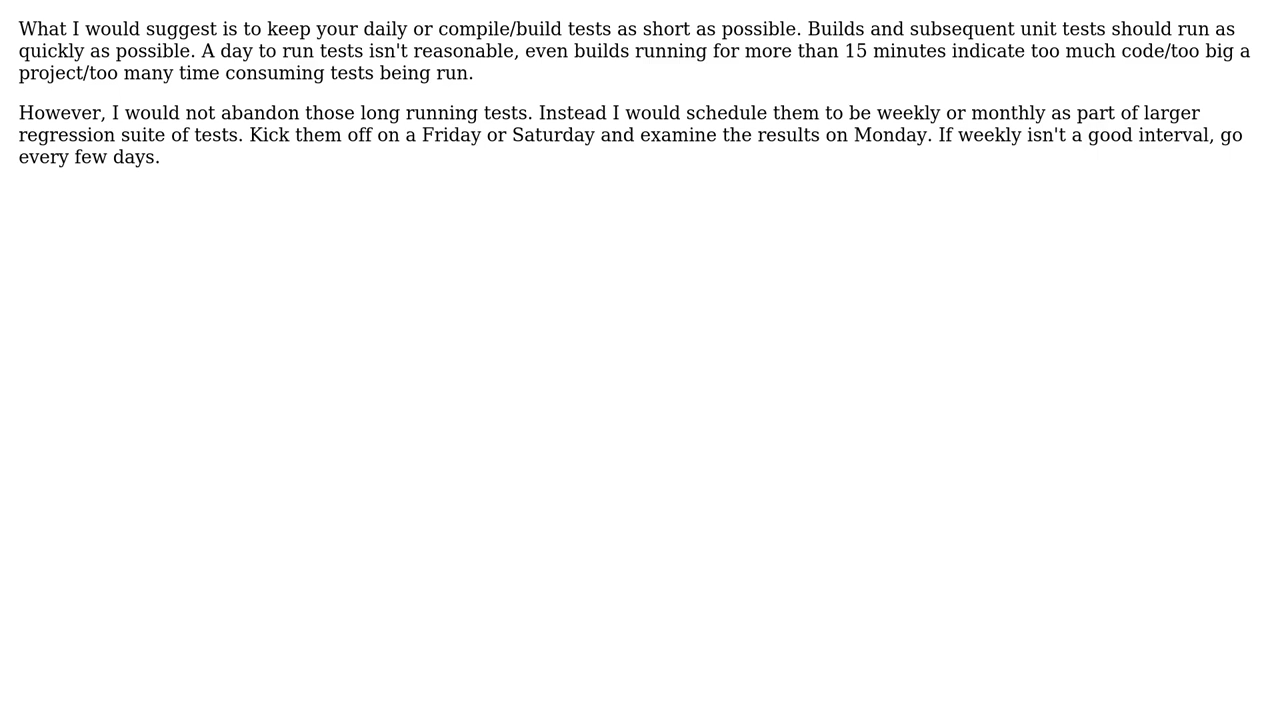 What I would suggest is to keep your daily or compile/build tests as short as possible. Builds and subsequent unit tests should run as
quickly as possible. A day to run tests isn't reasonable, even builds running for more than 15 minutes indicate too much code/too big a
project/too many time consuming tests being run.
However, I would not abandon those long running tests. Instead I would schedule them to be weekly or monthly as part of larger
regression suite of tests. Kick them off on a Friday or Saturday and examine the results on Monday. If weekly isn't a good interval, go
every few days.